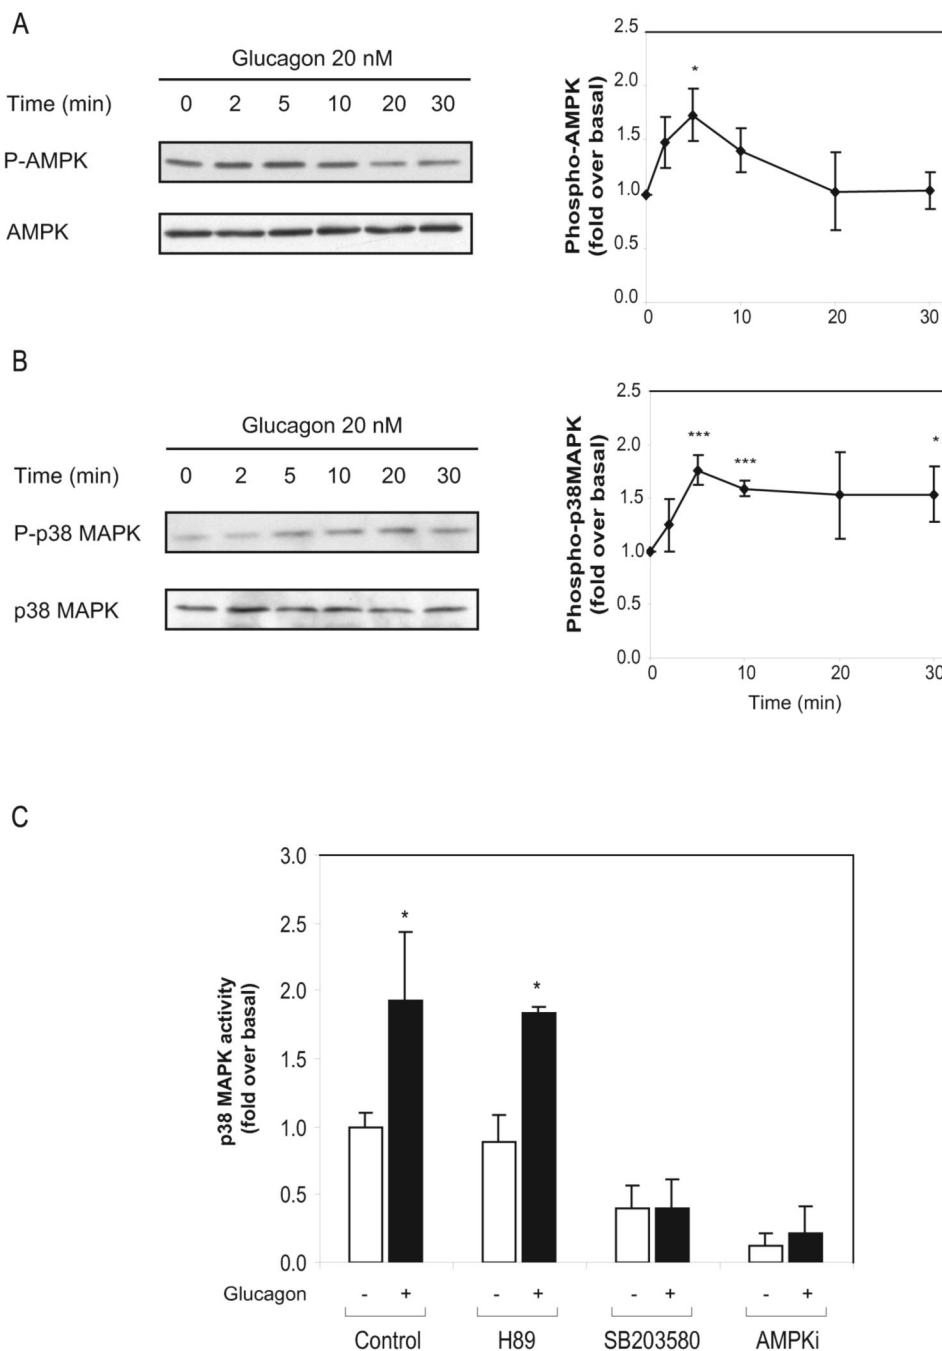 A
Glucagon 20 nM
Time (min) 0 2 5 10 20 30
P-AMPK
AMPK
Phospho-AMPK
(fold over basal)
2.5
2.0
1.5
1.0
0.5
0.0
*
0 10 20 30
B
Glucagon 20 nM
Time (min) 0 2 5 10 20 30
P-p38 MAPK
p38 MAPK
Phospho-p38MAPK
(fold over basal)
2.5
2.0
1.5
1.0
0.5
0.0
*** *** *
0 10 20 30
Time (min)
C
p38 MAPK activity
(fold over basal)
3.0
2.5
2.0
1.5
1.0
0.5
0.0
* *
Glucagon - + - + - + - +
Control H89 SB203580 AMPKi